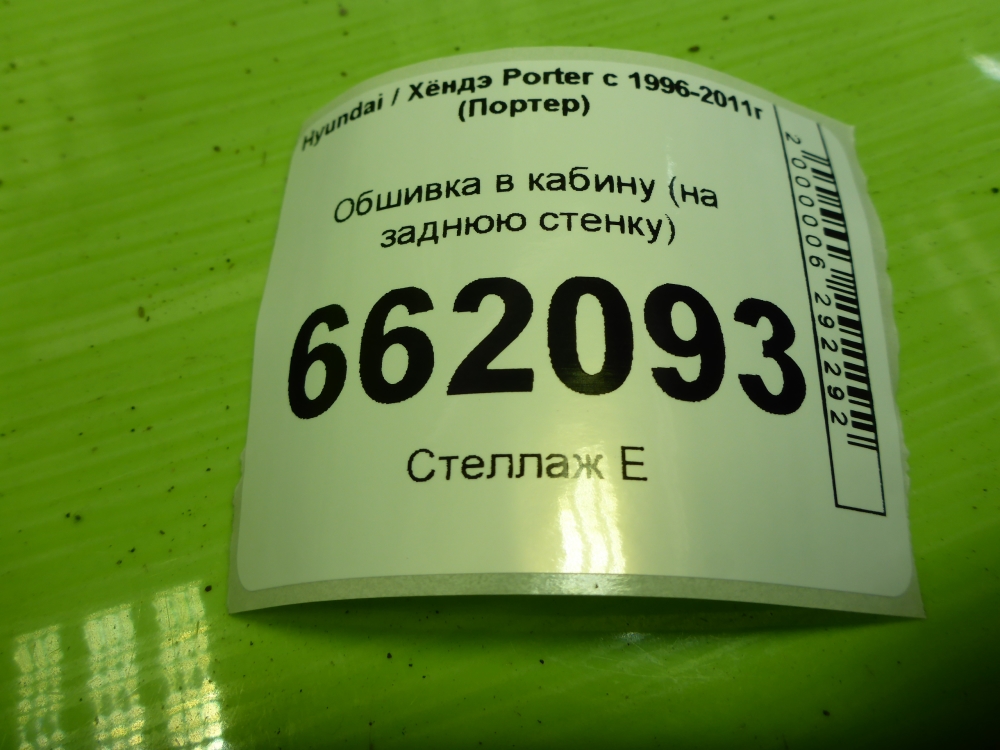 Hyundai / Хёндэ Porter с 1996-2011г
(Портер)
Обшивка в кабину (на
заднюю стенку)
662093
Стеллаж Е
2000006292292